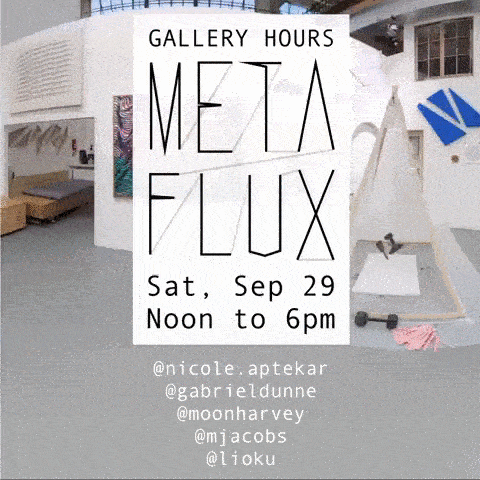 GALLERY HOURS
META
FLUX
Sat, Sep 29
Noon to 6pm
@nicole.aptekar
@gabrieldunne
@moonharvey
@mjacobs
@lioku